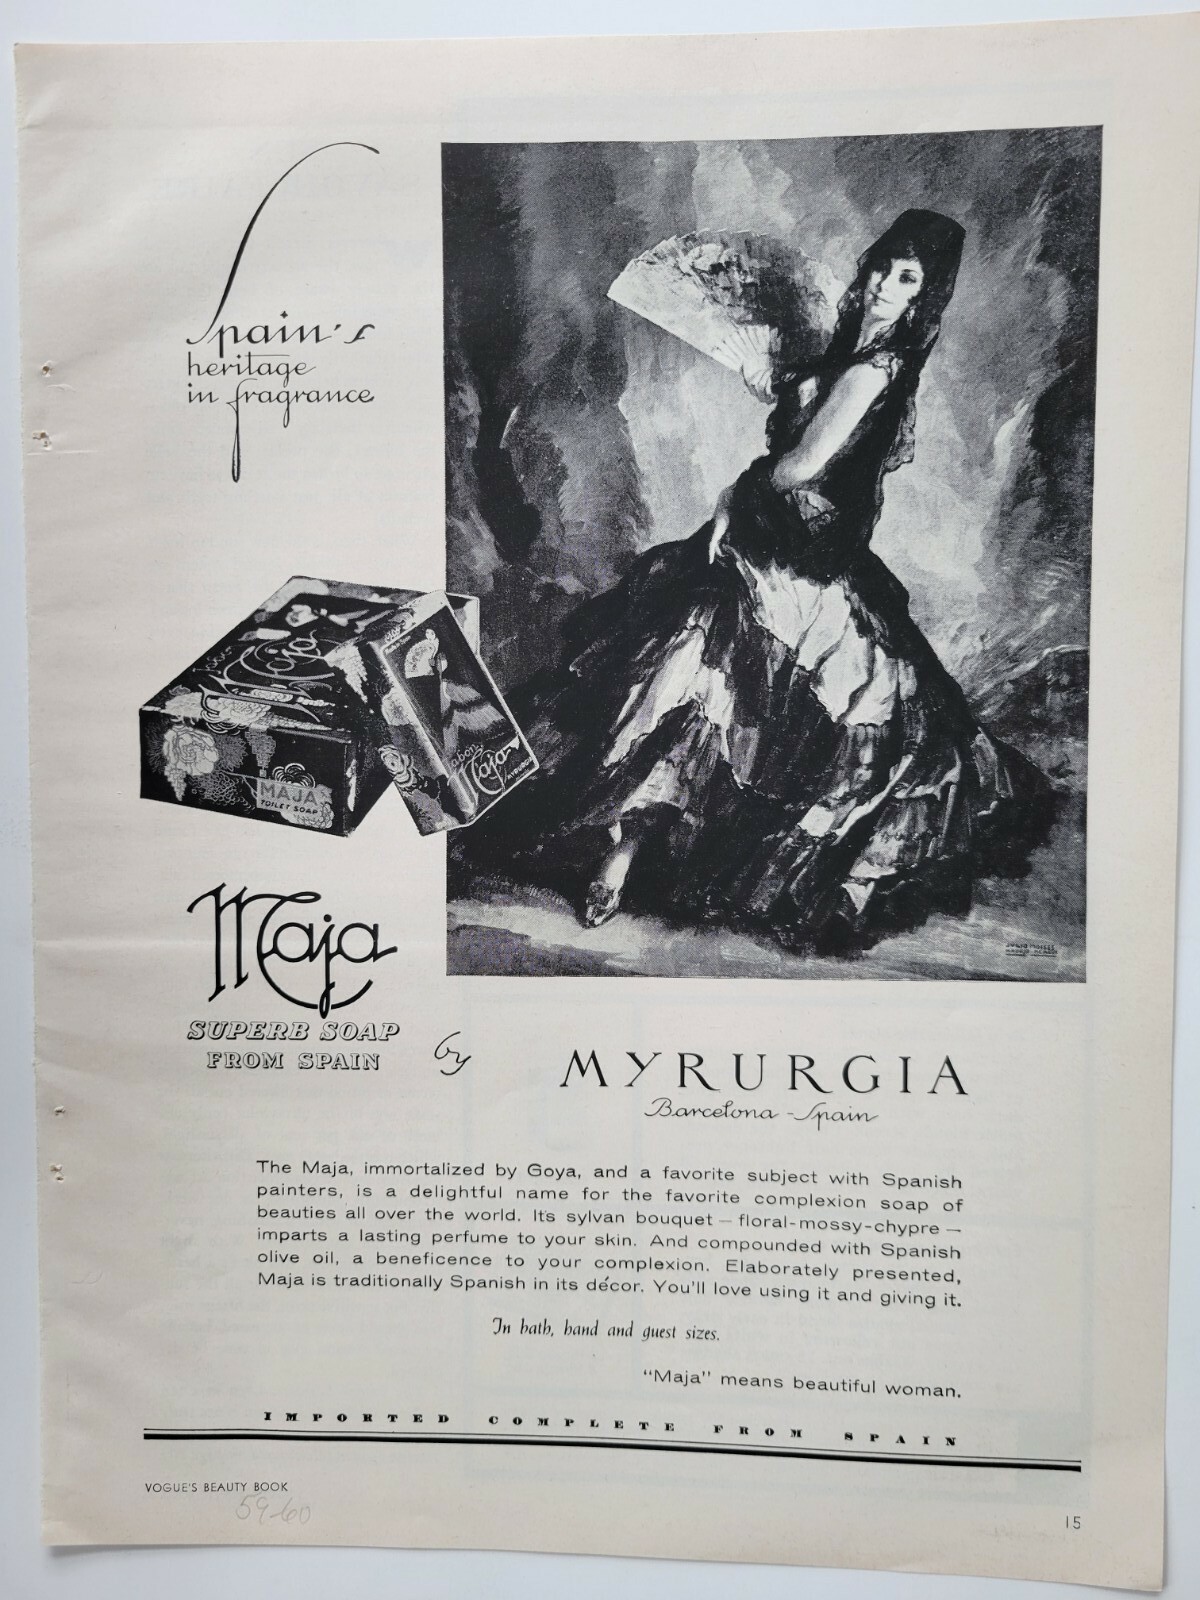 Spain's
heritage
in fragrance
Jabón
Maja
MAJA
TOILET SOAP
Jabón
Maja
MYRURGIA
Maja
SUPERB SOAP
FROM SPAIN
by
MYRURGIA
Barcelona - Spain
The Maja, immortalized by Goya, and a favorite subject with Spanish
painters, is a delightful name for the favorite complexion soap of
beauties all over the world. Its sylvan bouquet — floral-mossy-chypre —
imparts a lasting perfume to your skin. And compounded with Spanish
olive oil, a beneficence to your complexion. Elaborately presented,
Maja is traditionally Spanish in its décor. You'll love using it and giving it.
In bath, hand and guest sizes.
"Maja" means beautiful woman.
IMPORTED COMPLETE FROM SPAIN
VOGUE'S BEAUTY BOOK
59-60
15